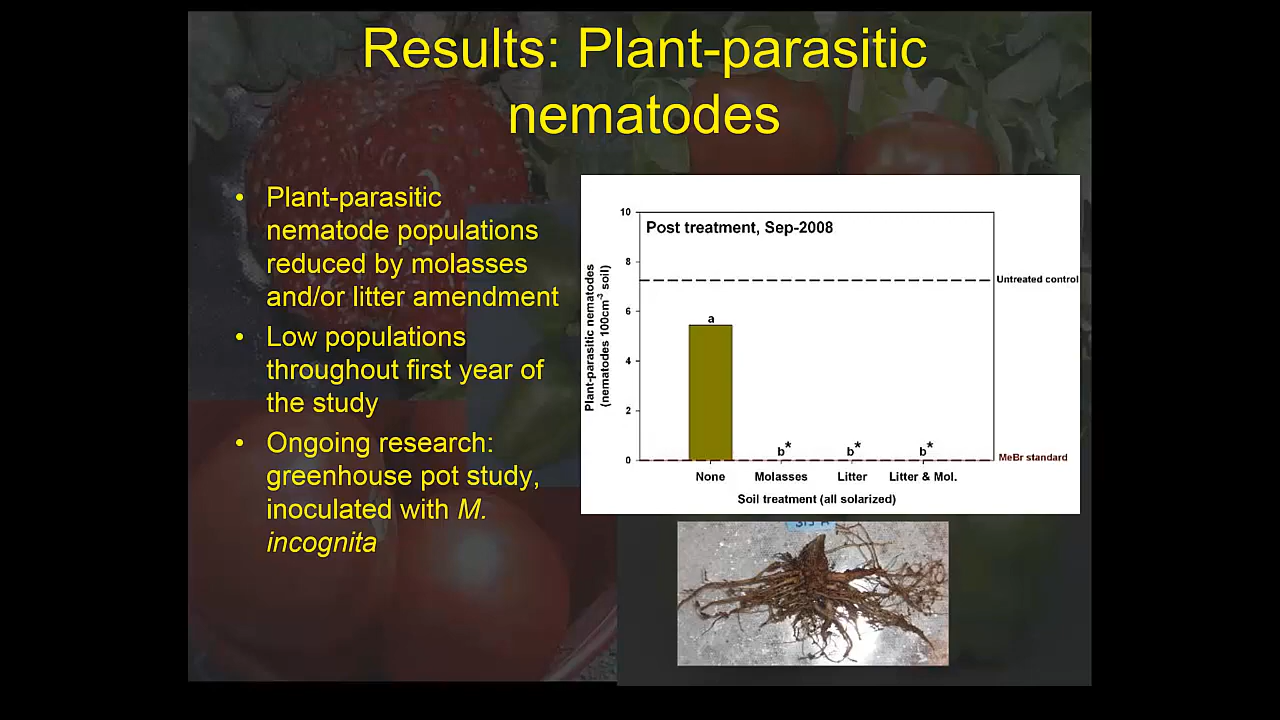 Results: Plant-parasitic
nematodes
• Plant-parasitic
nematode populations
reduced by molasses
and/or litter amendment
• Low populations
throughout first year of
the study
• Ongoing research:
greenhouse pot study,
inoculated with M.
incognita
Post treatment, Sep-2008
Plant-parasitic nematodes
(nematodes 100cm⁻³ soil)
10
8
6
4
2
0
Untreated control
a
b*
b*
b*
MeBr standard
None
Molasses
Litter
Litter & Mol.
Soil treatment (all solarized)